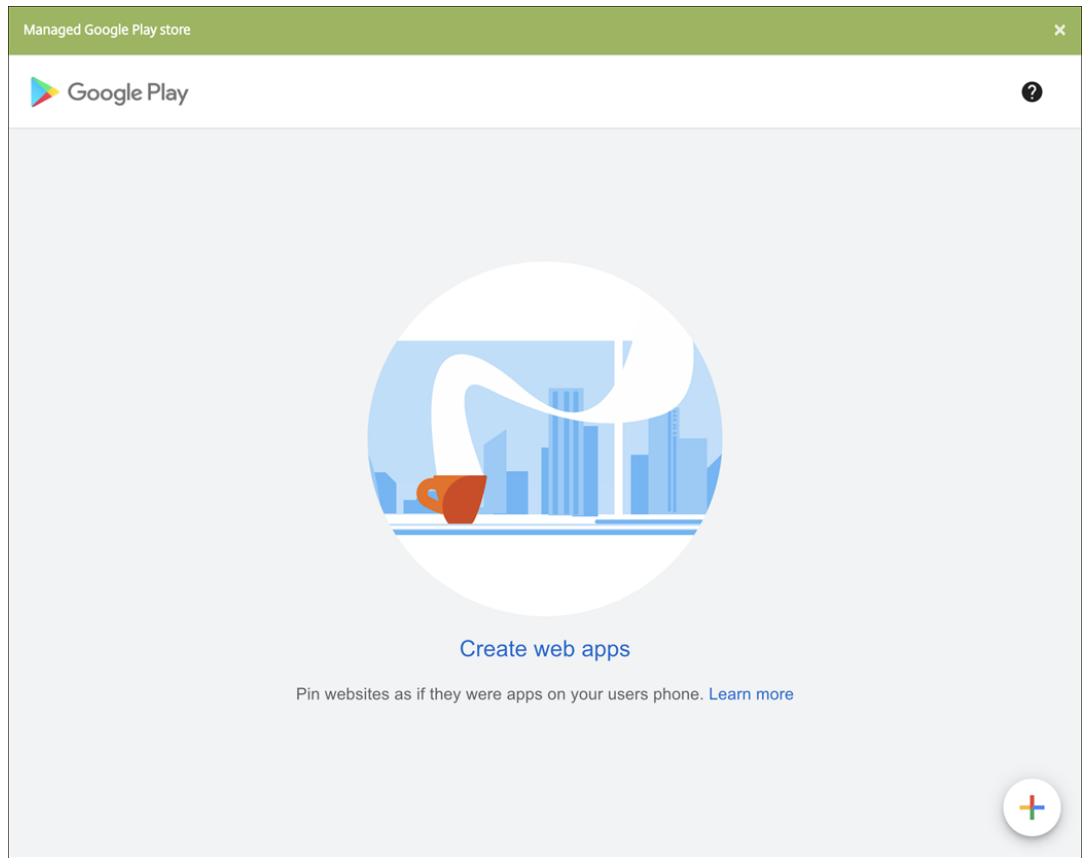 Managed Google Play store
Google Play
Create web apps
Pin websites as if they were apps on your users phone. Learn more